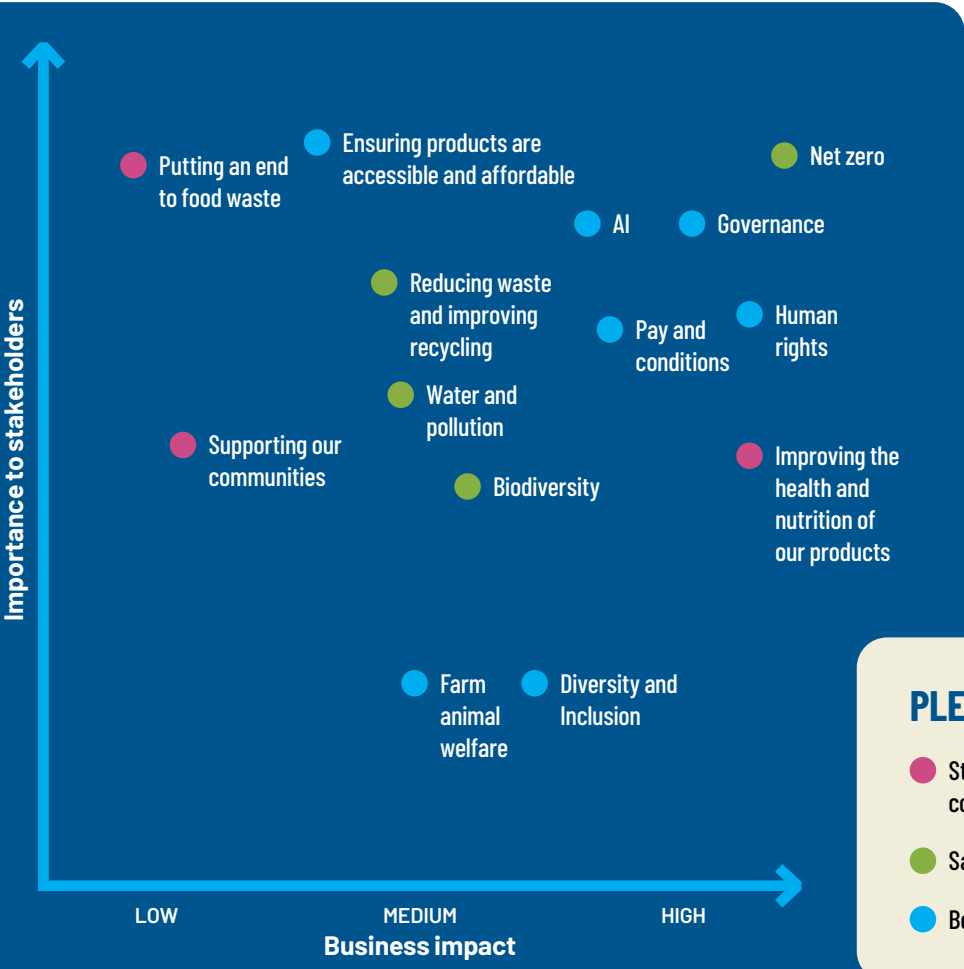 Importance to stakeholders
Putting an end
to food waste
Ensuring products are
accessible and affordable
Net zero
AI
Governance
Reducing waste
and improving
recycling
Pay and
conditions
Human
rights
Water and
pollution
Supporting our
communities
Biodiversity
Improving the
health and
nutrition of
our products
Farm
animal
welfare
Diversity and
Inclusion
LOW
MEDIUM
HIGH
Business impact